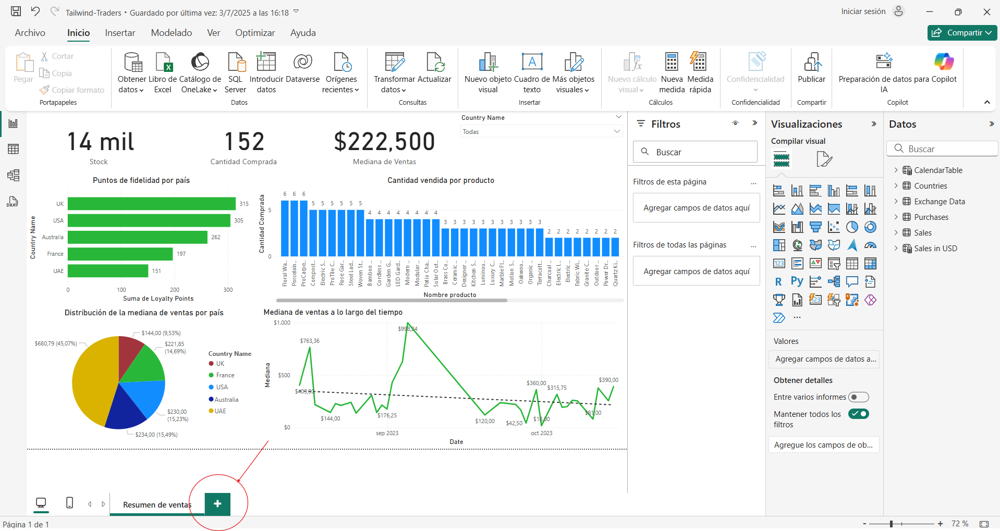 Tailwind-Traders • Guardado por última vez: 3/7/2025 a las 16:18
Iniciar sesión
Archivo
Inicio
Insertar
Modelado
Ver
Optimizar
Ayuda
Compartir
Pegar
Cortar
Copia
Copiar formato
Portapapeles
Obtener datos
Libro de Excel
Catálogo de OneLake
SQL Server
Introducir datos
Dataverse
Orígenes recientes
Datos
Transformar datos
Actualizar
Consultas
Nuevo objeto visual
Cuadro de texto
Más objetos visuales
Insertar
Nuevo cálculo visual
Nueva medida
Medida rápida
Cálculos
Confidencialidad
Confidencialidad
Publicar
Compartir
Preparación de datos para IA
Copilot
Copilot
DAX
14 mil
Stock
152
Cantidad Comprada
$222,500
Mediana de Ventas
Country Name
Todas
Puntos de fidelidad por país
Country Name
UK 315
USA 305
Australia 262
France 197
UAE 151
0 100 200 300
Suma de Loyalty Points
Cantidad vendida por producto
Cantidad Comprada
5
0
6 6 6 5 5 5 5 5 5 4 4 4 4 4 4 4 4 3 3 3 3 3 3 3 3 3 3 3 2 2 2 2 2 2 2 2
Floral Wa...
Porcelain...
ProCarpe...
Compost...
Electric S...
ProTile C...
Rose Gar...
Steel Lad...
Woven St...
Bamboo ...
Cordless ...
Garden G...
LED Gard...
Modern ...
Modular ...
Patio Cha...
Solar Out...
Brass Co...
Ceramic ...
Designer ...
Kitchen S...
Luminou...
Luxury C...
Marble Fl...
Motion S...
Oakwoo...
Organic ...
Terracott...
Charcoal ...
Electric L...
Electric ...
Fabric Wi...
Granite C...
Outdoor ...
Power Dr...
Quartz Ki...
Nombre producto
Distribución de la mediana de ventas por país
$144,00 (9,53%)
$221,85 (14,69%)
$230,00 (15,23%)
$234,00 (15,49%)
$680,79 (45,07%)
Country Name
UK
France
USA
Australia
UAE
Mediana de ventas a lo largo del tiempo
Mediana
$1.000
$500
$0
$403,00
$763,36
$144,00
$176,25
$998,24
$120,00
$42,50
$360,00
$18,00
$315,75
$81,00
$390,00
sep 2023
oct 2023
Date
Filtros
Buscar
Filtros de esta página ...
Agregar campos de datos aquí
Filtros de todas las páginas ...
Agregar campos de datos aquí
Visualizaciones
Compilar visual
123
R
Py
123
...
Valores
Agregar campos de datos a...
Obtener detalles
Entre varios informes
Mantener todos los filtros
Agregue los campos de ob...
Datos
Buscar
CalendarTable
Countries
Exchange Data
Purchases
Sales
Sales in USD
Resumen de ventas
+
Página 1 de 1
- + 72 %